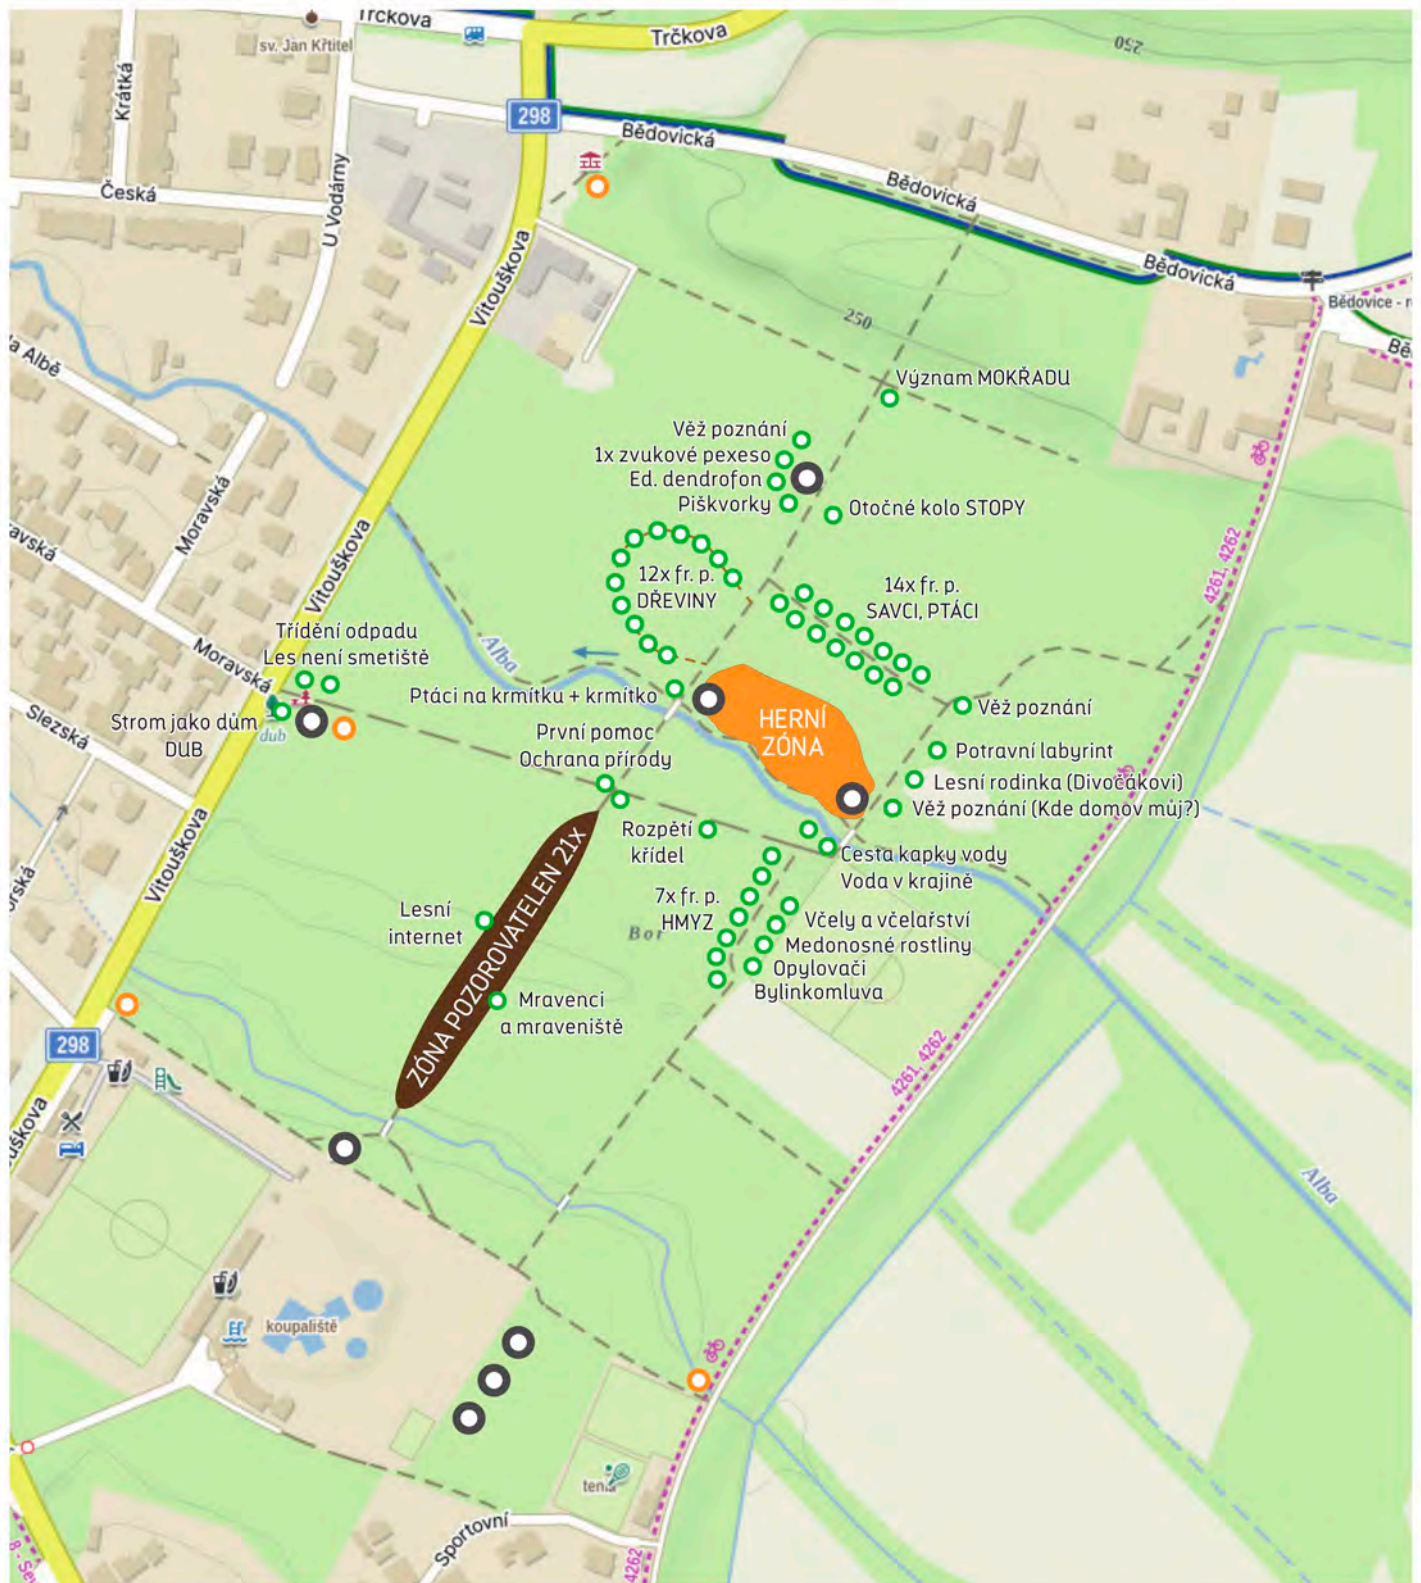 Trčkova
Trčkova
sv. Jan Křtitel
250
Krátká
298
Bědovická
Bědovická
Česká
U Vodárny
Bědovická
Vitouškova
Bědovice - r
250
Bě
a Albě
Význam MOKŘADU
Věž poznání
1x zvukové pexeso
Ed. dendrofon
Piškvorky
Otočné kolo STOPY
Moravská
avská
Vitouškova
4261, 4262
12x fr. p.
DŘEVINY
14x fr. p.
SAVCI, PTÁCI
Třídění odpadu
Les není smetiště
Moravská
Alba
Ptáci na krmítku + krmítko
Slezská
Strom jako dům
DUB
dub
První pomoc
Ochrana přírody
HERNÍ
ZÓNA
Věž poznání
Potravní labyrint
Lesní rodinka (Divočákovi)
Věž poznání (Kde domov můj?)
Rozpětí
křídel
Cesta kapky vody
Voda v krajině
Vitouškova
orská
ZÓNA POZOROVATELEN 21x
7x fr. p.
HMYZ
Lesní
internet
Bor
Včely a včelařství
Medonosné rostliny
Opylovači
Bylinkomluva
Mravenci
a mraveniště
298
4261, 4262
ouškova
Alba
koupaliště
tenis
Sportovní
4262
8 - Sev